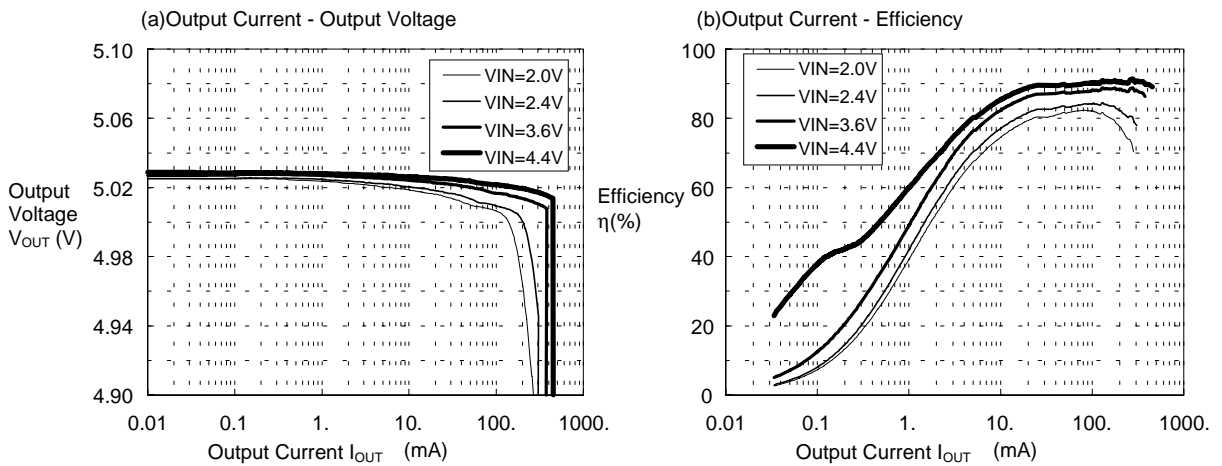 (a)Output Current - Output Voltage
5.10
5.06
5.02
4.98
4.94
4.90
Output
Voltage
VOUT (V)
VIN=2.0V
VIN=2.4V
VIN=3.6V
VIN=4.4V
0.01
0.1
1.
10.
100.
1000.
Output Current IOUT (mA)
(b)Output Current - Efficiency
100
80
60
40
20
0
Efficiency
η(%)
VIN=2.0V
VIN=2.4V
VIN=3.6V
VIN=4.4V
0.01
0.1
1.
10.
100.
1000.
Output Current IOUT (mA)